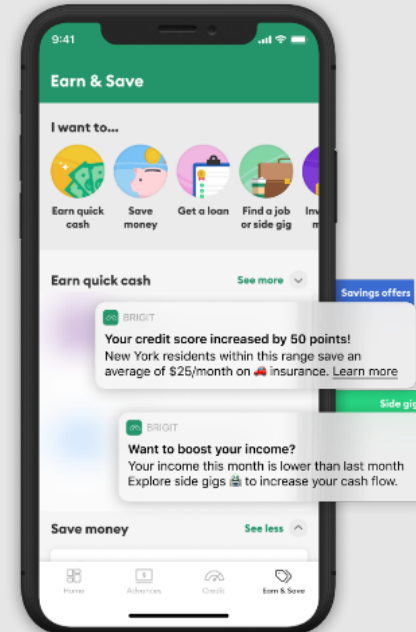 9:41
Earn & Save
I want to...
Earn quick cash
Save money
Get a loan
Find a job or side gig
Earn quick cash See more
Savings offers
BRIGIT
Your credit score increased by 50 points!
New York residents within this range save an
average of $25/month on 🚗 insurance. Learn more
Side gig
BRIGIT
Want to boost your income?
Your income this month is lower than last month
Explore side gigs to increase your cash flow.
Save money See less
Home Advances Credit Earn & Save